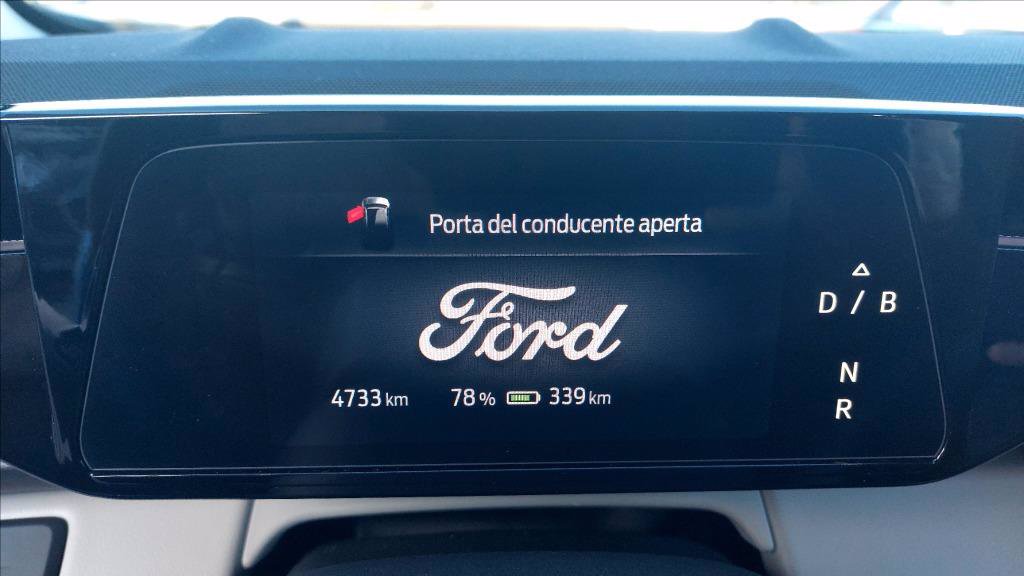 Porta del conducente aperta
Ford
4733 km 78 % 339 km
D / B
N
R